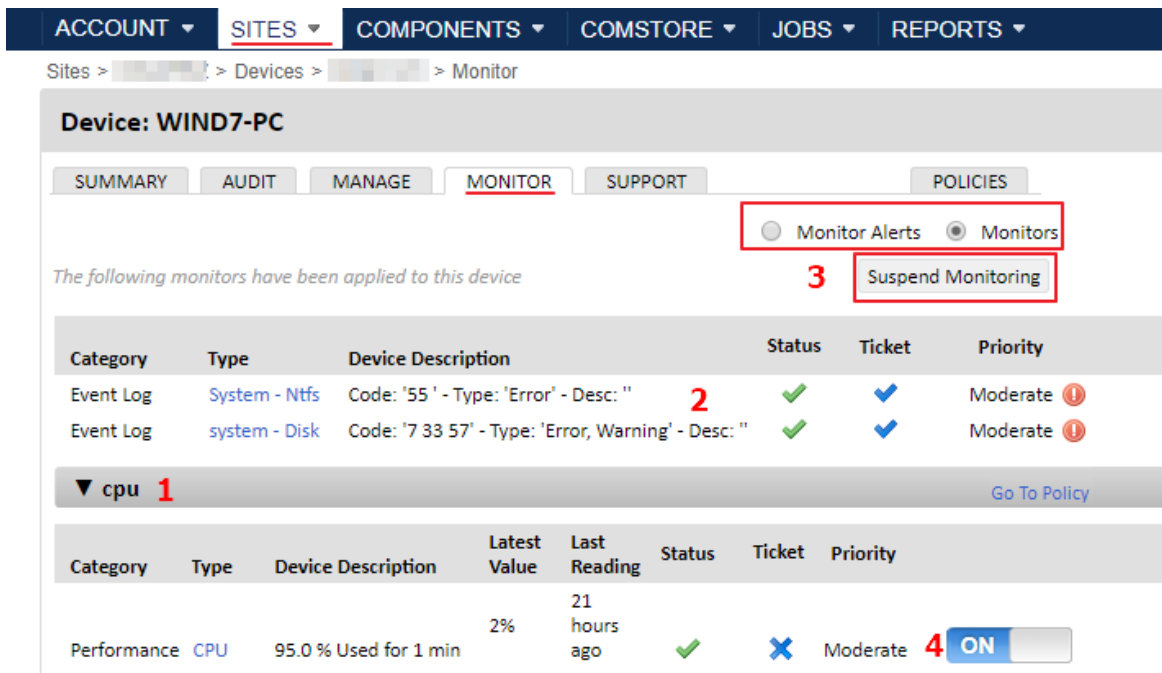 ACCOUNT SITES COMPONENTS COMSTORE JOBS REPORTS
Sites > > Devices > > Monitor
Device: WIND7-PC
SUMMARY AUDIT MANAGE MONITOR SUPPORT POLICIES
Monitor Alerts Monitors
The following monitors have been applied to this device 3 Suspend Monitoring
Category Type Device Description Status Ticket Priority
Event Log System - Ntfs Code: '55 ' - Type: 'Error' - Desc: '' 2 Moderate
Event Log system - Disk Code: '7 33 57' - Type: 'Error, Warning' - Desc: '' Moderate
cpu 1 Go To Policy
Category Type Device Description Latest Value Last Reading Status Ticket Priority
Performance CPU 95.0 % Used for 1 min 2% 21 hours ago Moderate 4 ON